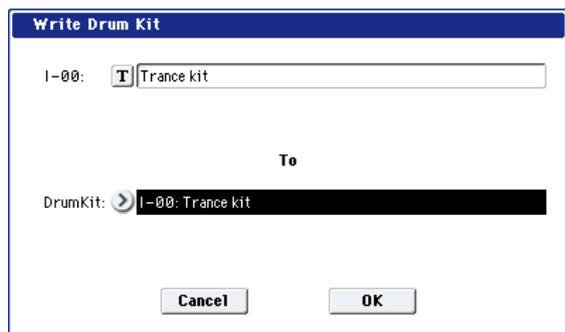 Write Drum Kit
I-00: T Trance kit
To
DrumKit: I-00: Trance kit
Cancel OK